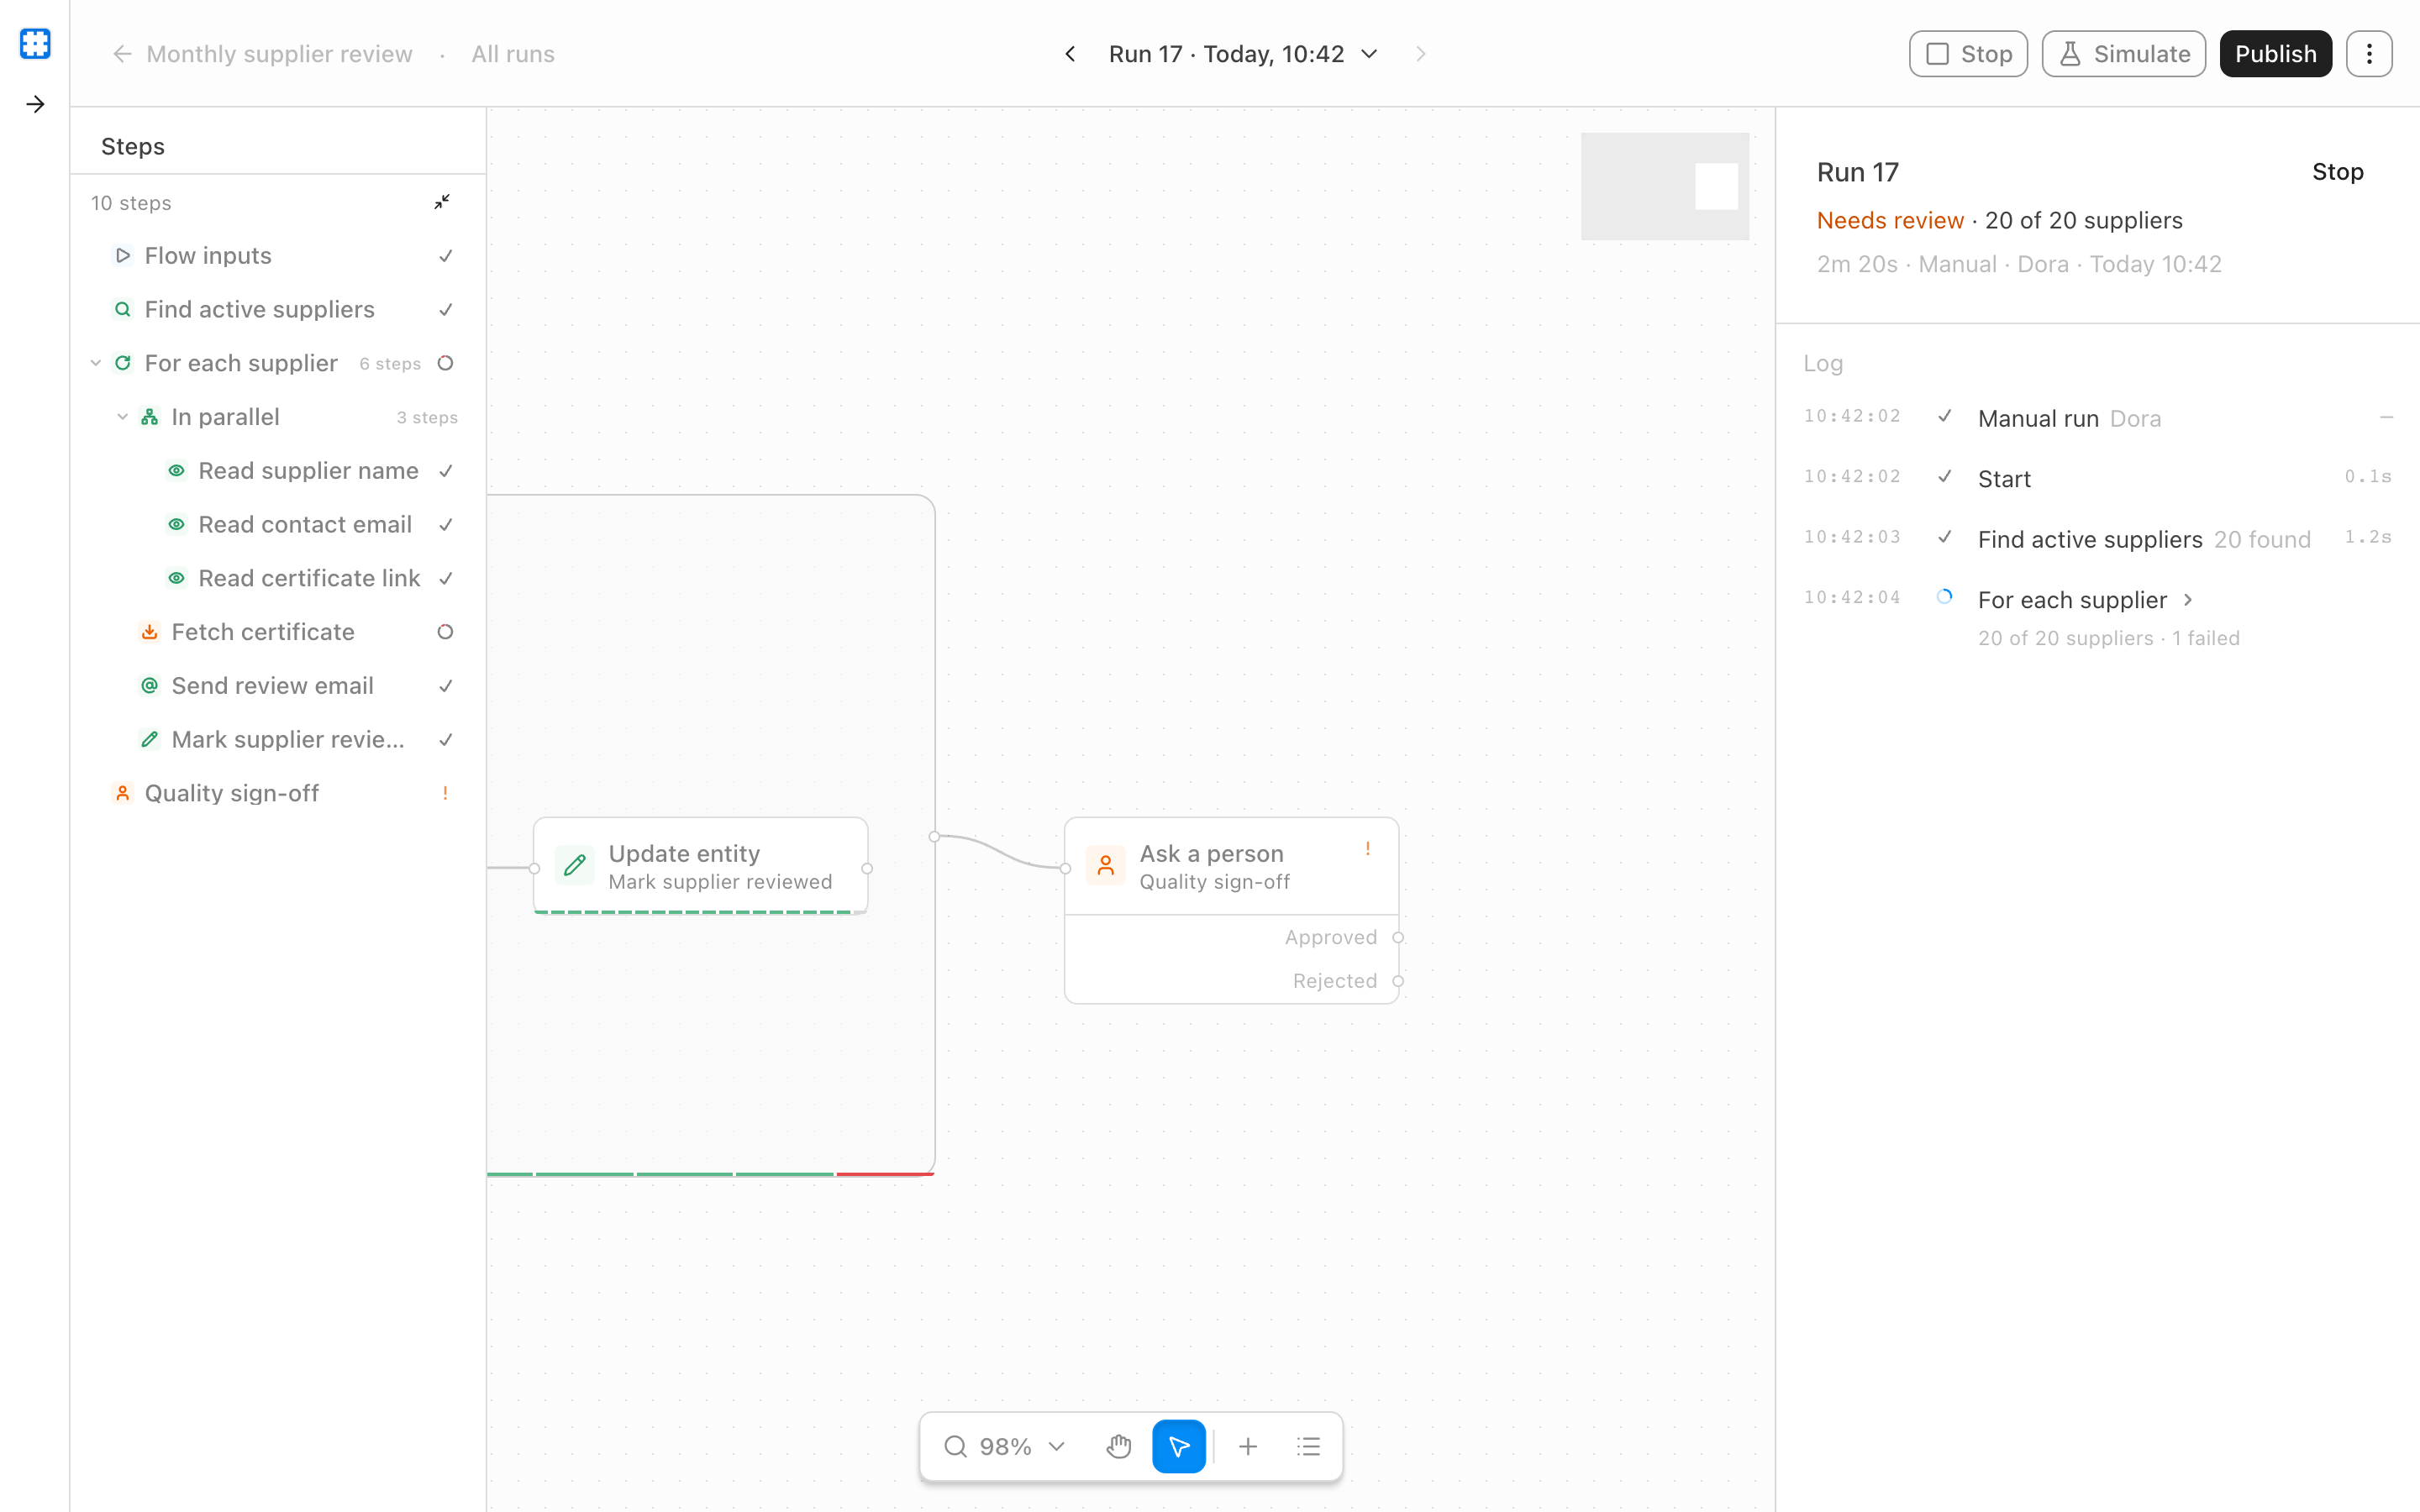 Monthly supplier review · All runs
Run 17 · Today, 10:42
Stop
Simulate
Publish
Steps
10 steps
Flow inputs
Find active suppliers
For each supplier 6 steps
In parallel 3 steps
Read supplier name
Read contact email
Read certificate link
Fetch certificate
Send review email
Mark supplier revie...
Quality sign-off !
Update entity
Mark supplier reviewed
Ask a person !
Quality sign-off
Approved
Rejected
98%
Run 17 Stop
Needs review · 20 of 20 suppliers
2m 20s · Manual · Dora · Today 10:42
Log
10:42:02 Manual run Dora —
10:42:02 Start 0.1s
10:42:03 Find active suppliers 20 found 1.2s
10:42:04 For each supplier
20 of 20 suppliers · 1 failed